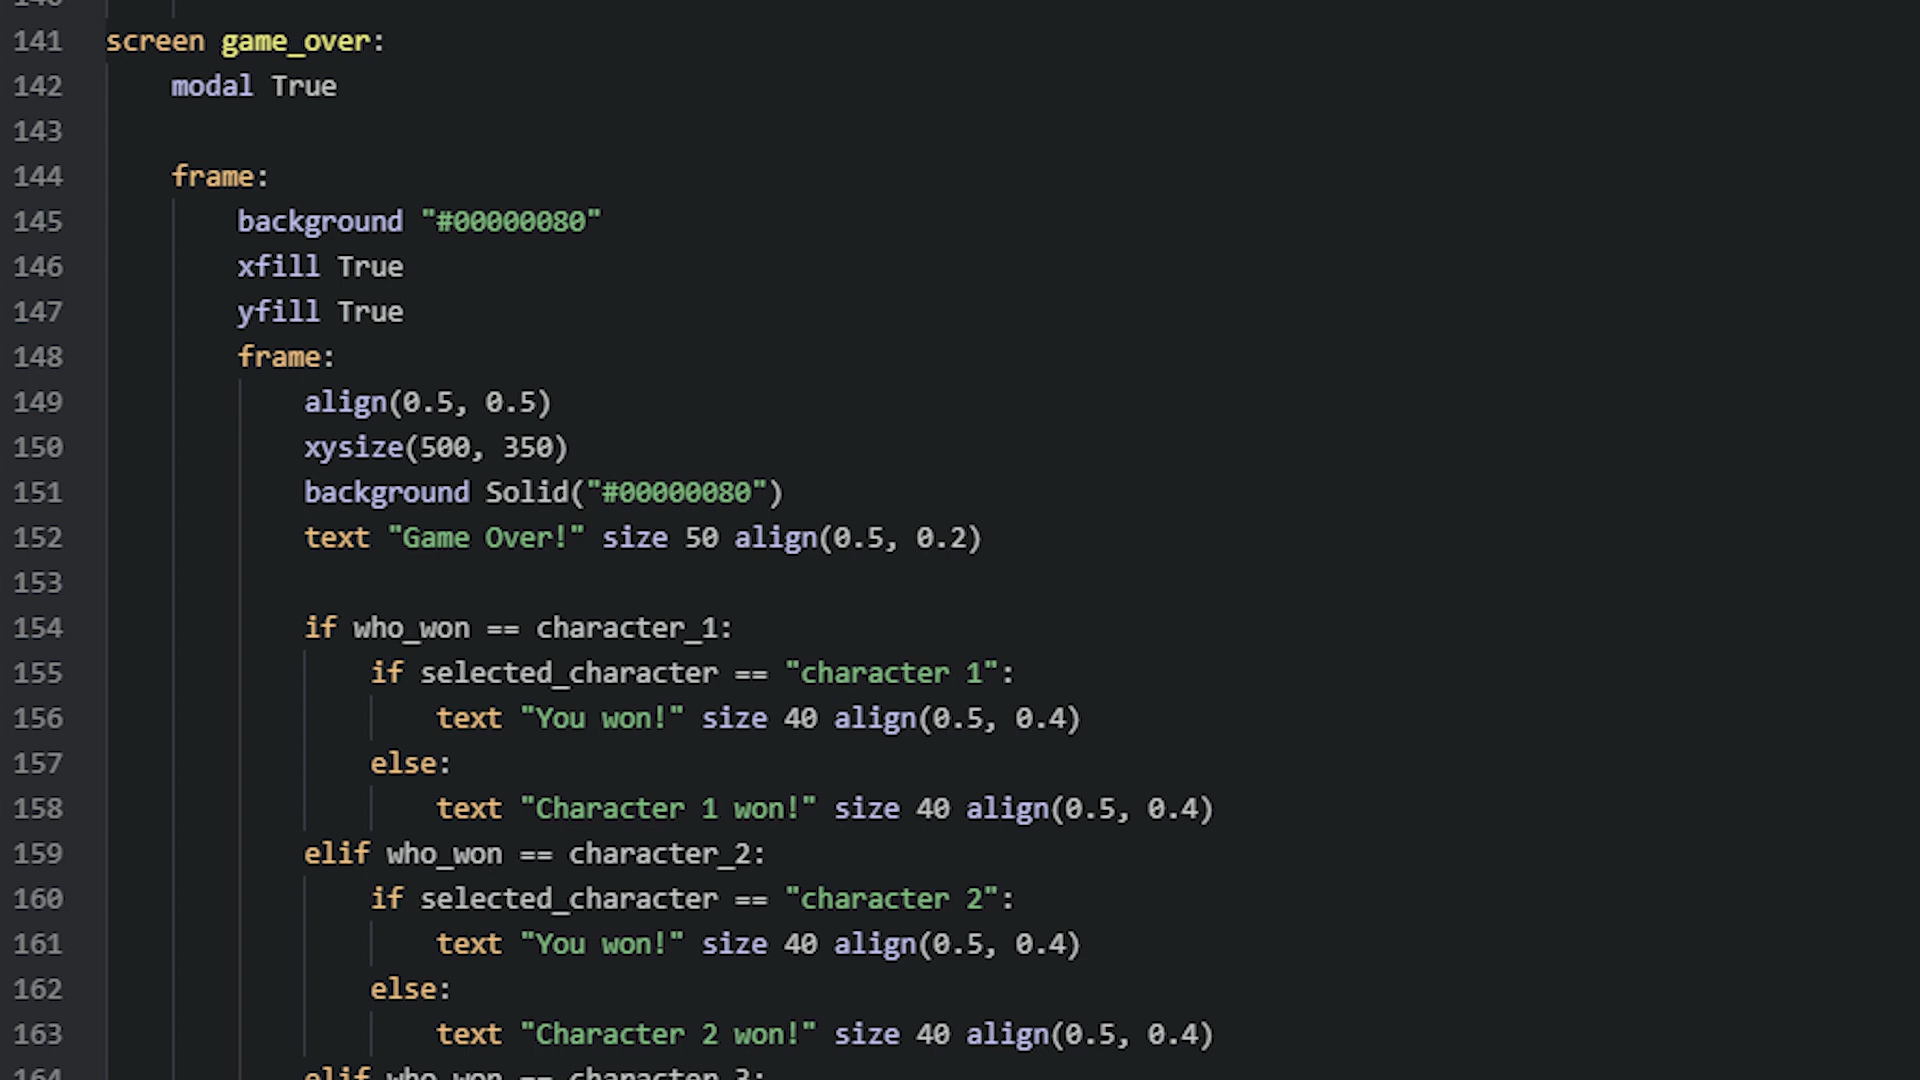 141 screen game_over:
142 modal True
143
144 frame:
145 background "#00000080"
146 xfill True
147 yfill True
148 frame:
149 align(0.5, 0.5)
150 xysize(500, 350)
151 background Solid("#00000080")
152 text "Game Over!" size 50 align(0.5, 0.2)
153
154 if who_won == character_1:
155 if selected_character == "character 1":
156 text "You won!" size 40 align(0.5, 0.4)
157 else:
158 text "Character 1 won!" size 40 align(0.5, 0.4)
159 elif who_won == character_2:
160 if selected_character == "character 2":
161 text "You won!" size 40 align(0.5, 0.4)
162 else:
163 text "Character 2 won!" size 40 align(0.5, 0.4)
164 elif who_won == character_3: